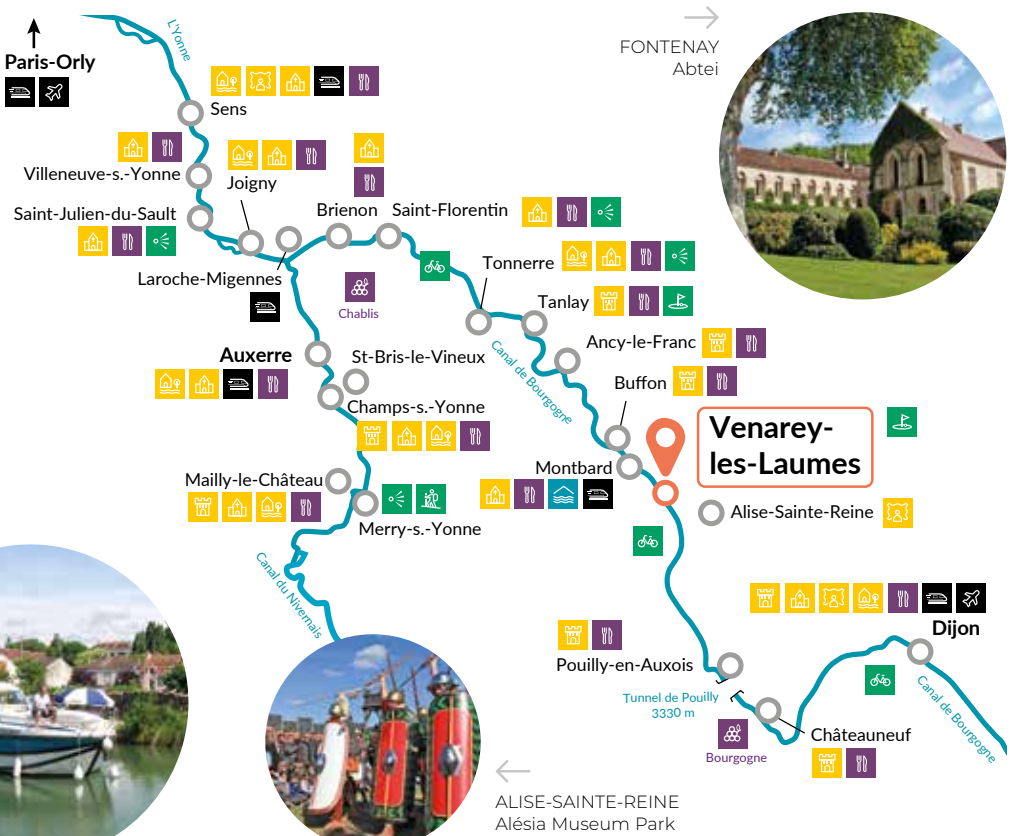 L'Yonne
Paris-Orly
FONTENAY
Abtei
Sens
Villeneuve-s.-Yonne
Joigny
Saint-Julien-du-Sault
Brienon
Saint-Florentin
Laroche-Migennes
Tonnerre
Chablis
Tanlay
Auxerre
St-Bris-le-Vineux
Canal de Bourgogne
Ancy-le-Franc
Buffon
Champs-s.-Yonne
Venarey-
les-Laumes
Montbard
Mailly-le-Château
Alise-Sainte-Reine
Merry-s.-Yonne
Canal du Nivernais
Dijon
Pouilly-en-Auxois
Tunnel de Pouilly
3330 m
Canal de Bourgogne
Châteauneuf
Bourgogne
ALISE-SAINTE-REINE
Alésia Museum Park